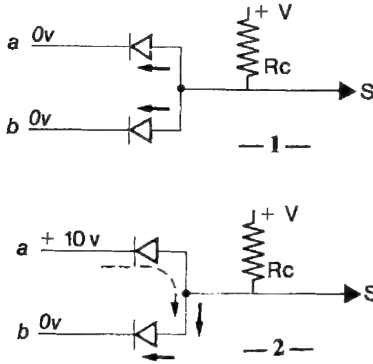 + V
a 0v
Rc
S
b 0v
— 1 —
+ V
a + 10 v
Rc
S
b 0v
— 2 —